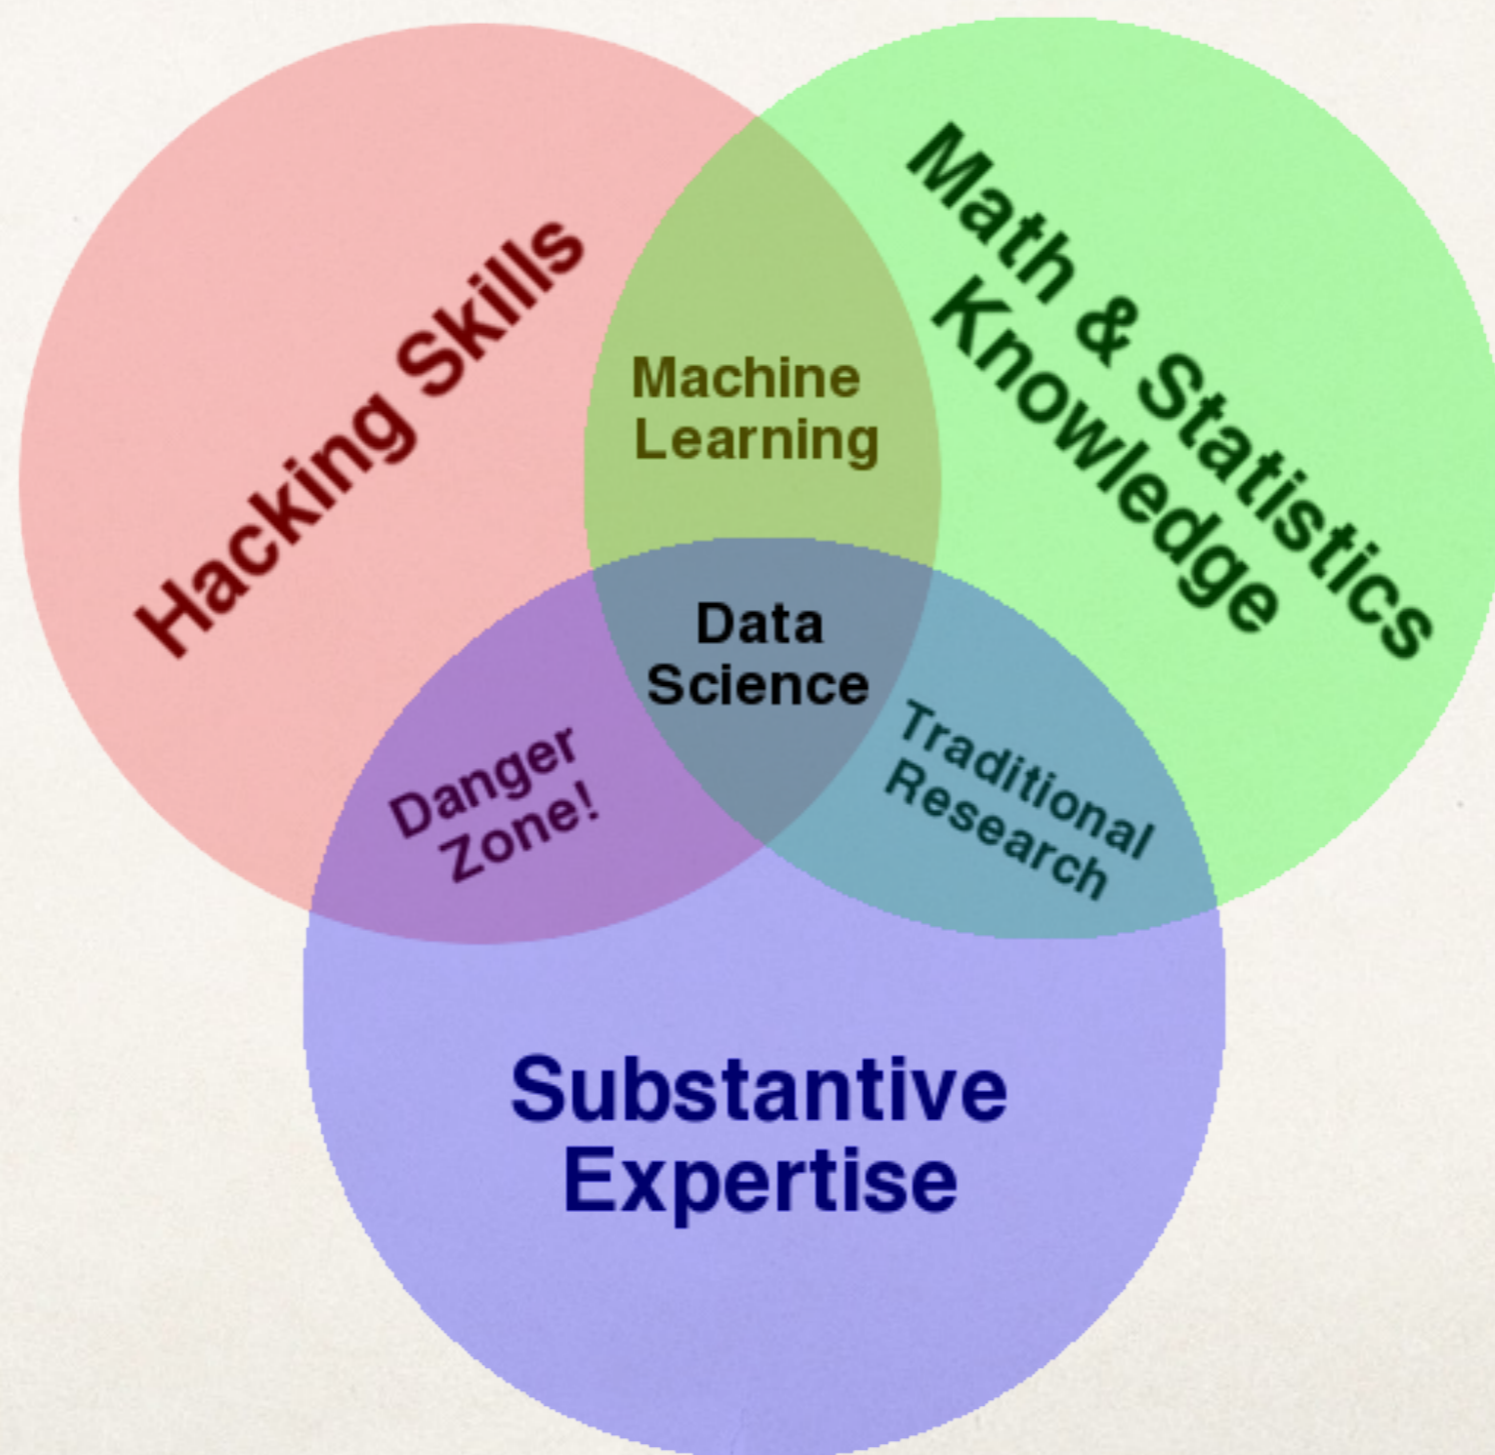 Hacking Skills
Math & Statistics
Knowledge
Machine
Learning
Data
Science
Danger
Zone!
Traditional
Research
Substantive
Expertise